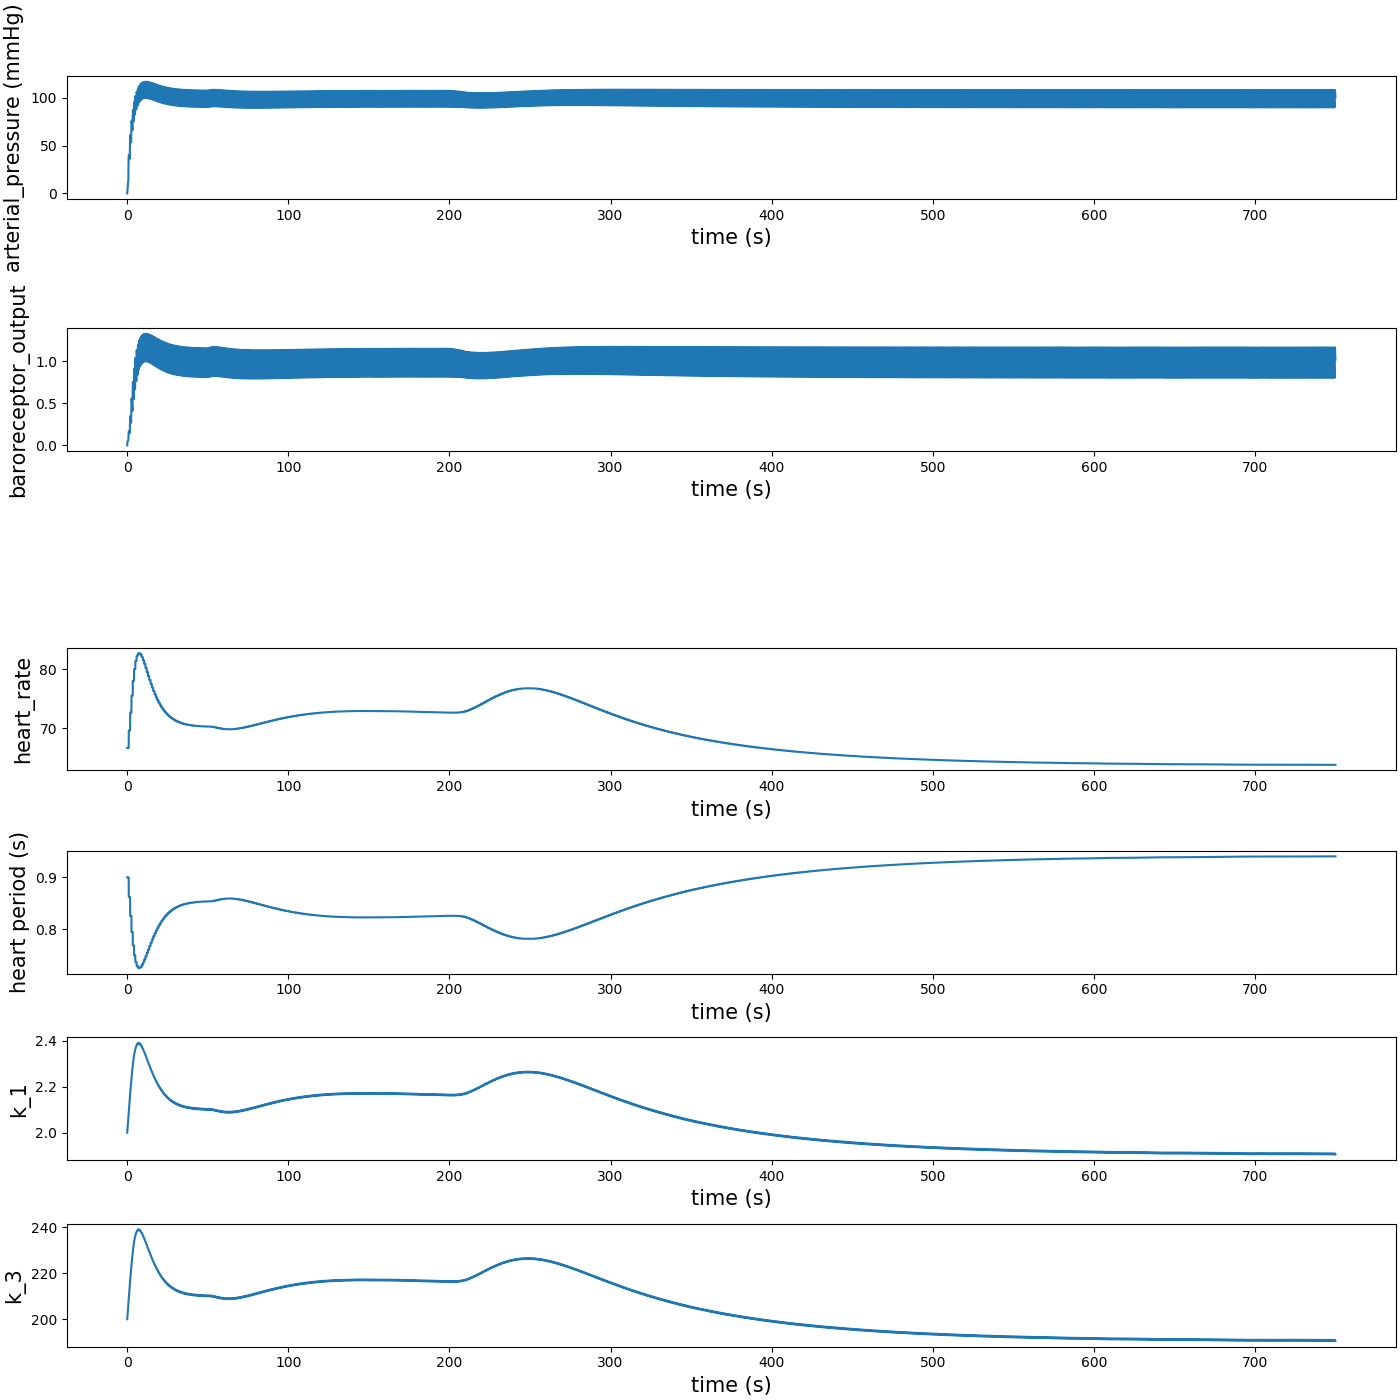 arterial_pressure (mmHg)
100
50
0
0 100 200 300 400 500 600 700
time (s)
baroreceptor_output
1.0
0.5
0.0
0 100 200 300 400 500 600 700
time (s)
heart_rate
80
70
0 100 200 300 400 500 600 700
time (s)
heart period (s)
0.9
0.8
0 100 200 300 400 500 600 700
time (s)
k_1
2.4
2.2
2.0
0 100 200 300 400 500 600 700
time (s)
k_3
240
220
200
0 100 200 300 400 500 600 700
time (s)